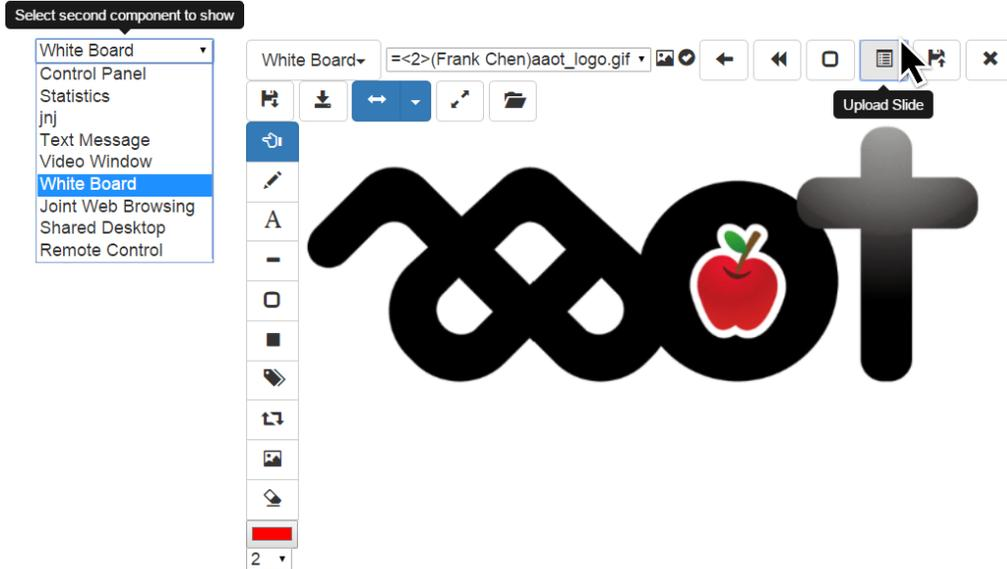 Select second component to show
White Board
Control Panel
Statistics
jnj
Text Message
Video Window
White Board
Joint Web Browsing
Shared Desktop
Remote Control
White Board
=<2>(Frank Chen)aaot_logo.gif
Upload Slide
A
aaot
2